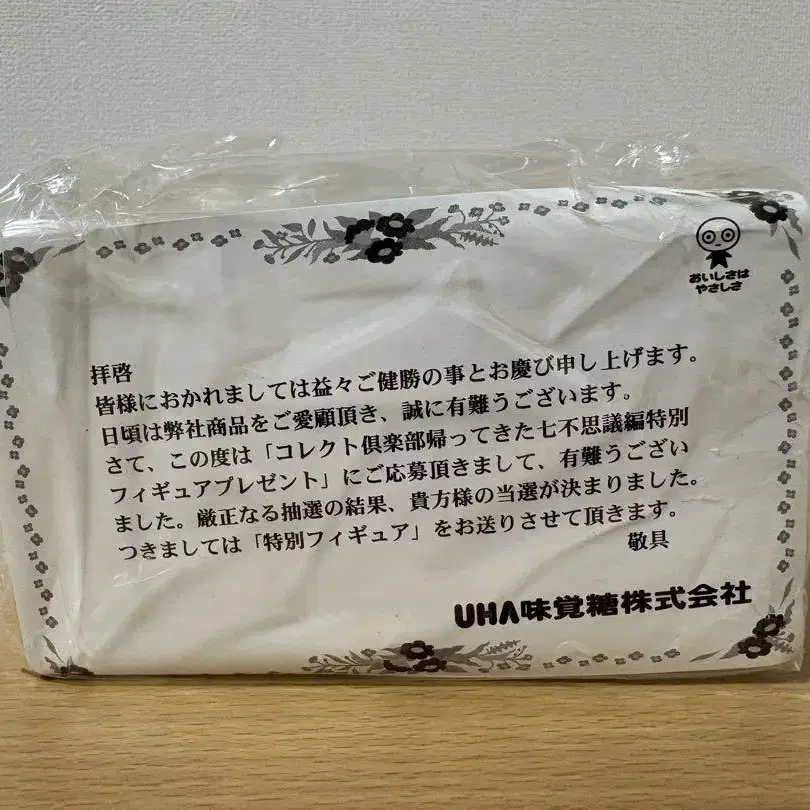 おいしさは
やさしさ
拝啓
皆様におかれましては益々ご健勝の事とお慶び申し上げます。
日頃は弊社商品をご愛顧頂き、誠に有難うございます。
さて、この度は「コレクト倶楽部帰ってきた七不思議編特別
フィギュアプレゼント」にご応募頂きまして、有難うござい
ました。厳正なる抽選の結果、貴方様の当選が決まりました。
つきましては「特別フィギュア」をお送りさせて頂きます。
敬具
UHA味覚糖株式会社